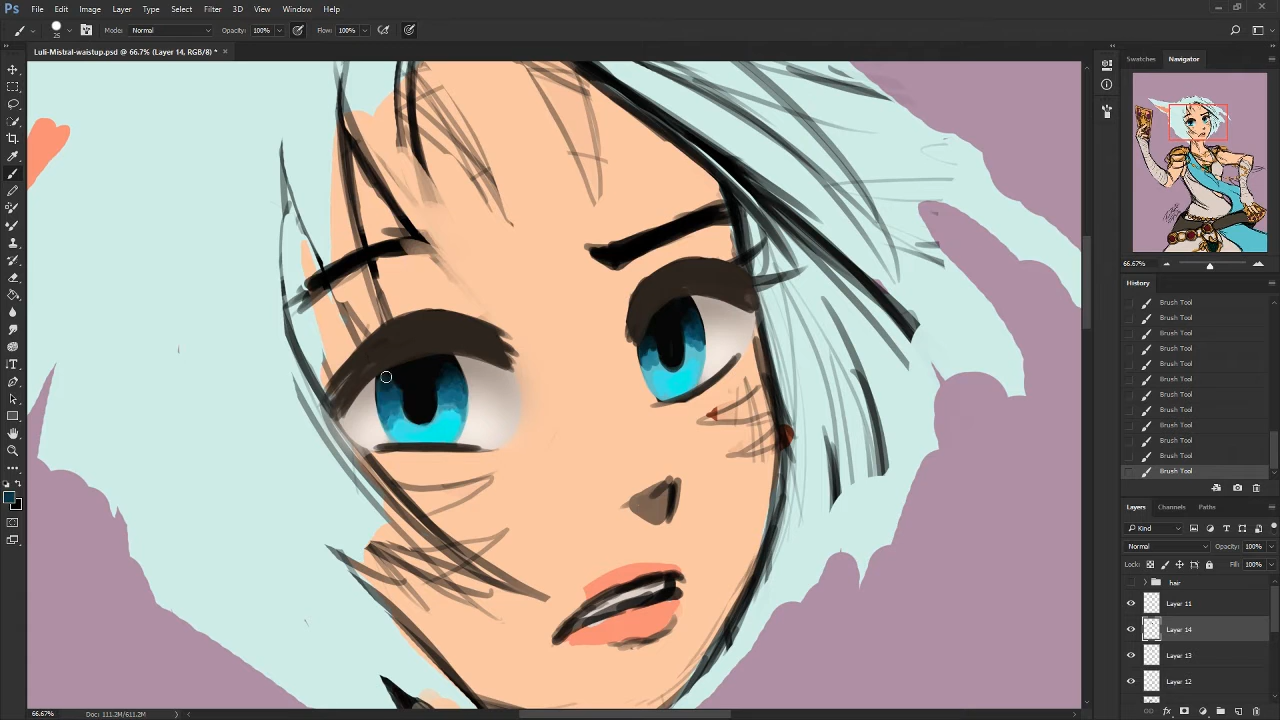 Ps File Edit Image Layer Type Select Filter 3D View Window Help
25 Mode: Normal Opacity: 100% Flow: 100%
Luli-Mistral-waistup.psd @ 66.7% (Layer 14, RGB/8) * ×
Swatches Navigator
66.67%
History
Brush Tool
Brush Tool
Brush Tool
Brush Tool
Brush Tool
Brush Tool
Brush Tool
Brush Tool
Brush Tool
Brush Tool
Brush Tool
Brush Tool
Layers Channels Paths
Kind
Normal Opacity: 100%
Lock: Fill: 100%
hair
Layer 11
Layer 14
Layer 13
Layer 12
66.67% Doc: 111.2M/611.2M